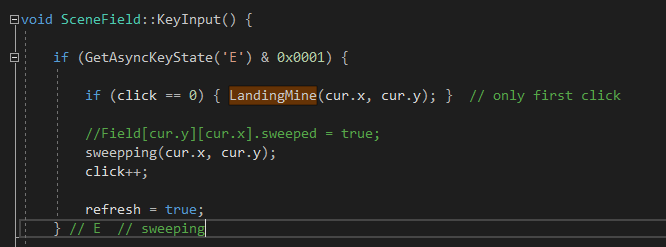 void SceneField::KeyInput() {
if (GetAsyncKeyState('E') & 0x0001) {
if (click == 0) { LandingMine(cur.x, cur.y); }  // only first click
//Field[cur.y][cur.x].sweeped = true;
sweepping(cur.x, cur.y);
click++;
refresh = true;
} // E  // sweeping